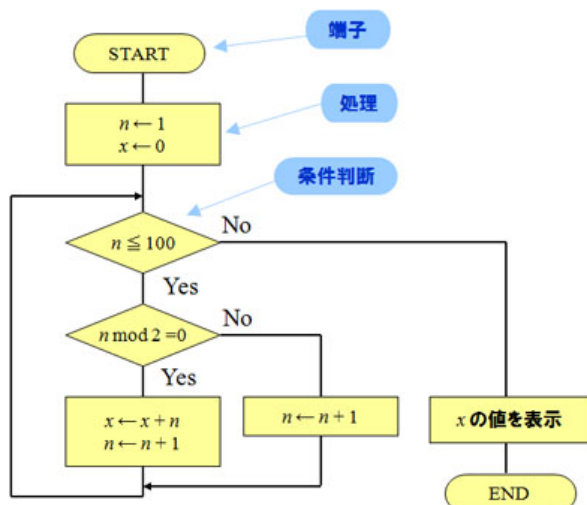 端子
START
処理
n ← 1
x ← 0
条件判断
n ≦ 100
No
Yes
n mod 2 =0
No
Yes
x ← x + n
n ← n + 1
n ← n + 1
x の値を表示
END